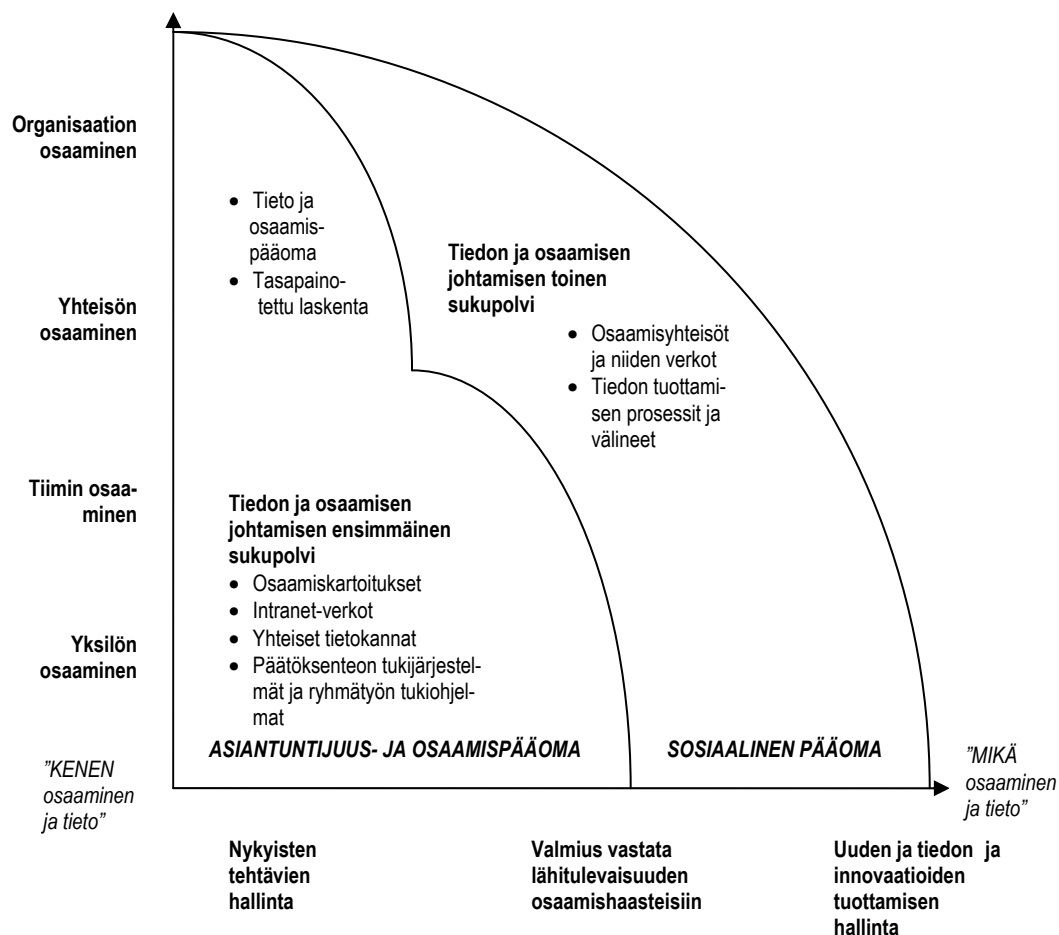 Organisaation
osaaminen
• Tieto ja
osaamis-
pääoma
• Tasapaino-
tettu laskenta
Tiedon ja osaamisen
johtamisen toinen
sukupolvi
• Osaamisyhteisöt
ja niiden verkot
• Tiedon tuottami-
sen prosessit ja
välineet
Yhteisön
osaaminen
Tiimin osaa-
minen
Tiedon ja osaamisen
johtamisen ensimmäinen
sukupolvi
• Osaamiskartoitukset
• Intranet-verkot
• Yhteiset tietokannat
• Päätöksenteon tukijärjestel-
mät ja ryhmätyön tukiohjel-
mat
Yksilön
osaaminen
ASIANTUNTIJUUS- JA OSAAMISPÄÄOMA
SOSIAALINEN PÄÄOMA
”KENEN
osaaminen
ja tieto”
”MIKÄ
osaaminen
ja tieto”
Nykyisten
tehtävien
hallinta
Valmius vastata
lähitulevaisuuden
osaamishaasteisiin
Uuden ja tiedon ja
innovaatioiden
tuottamisen
hallinta